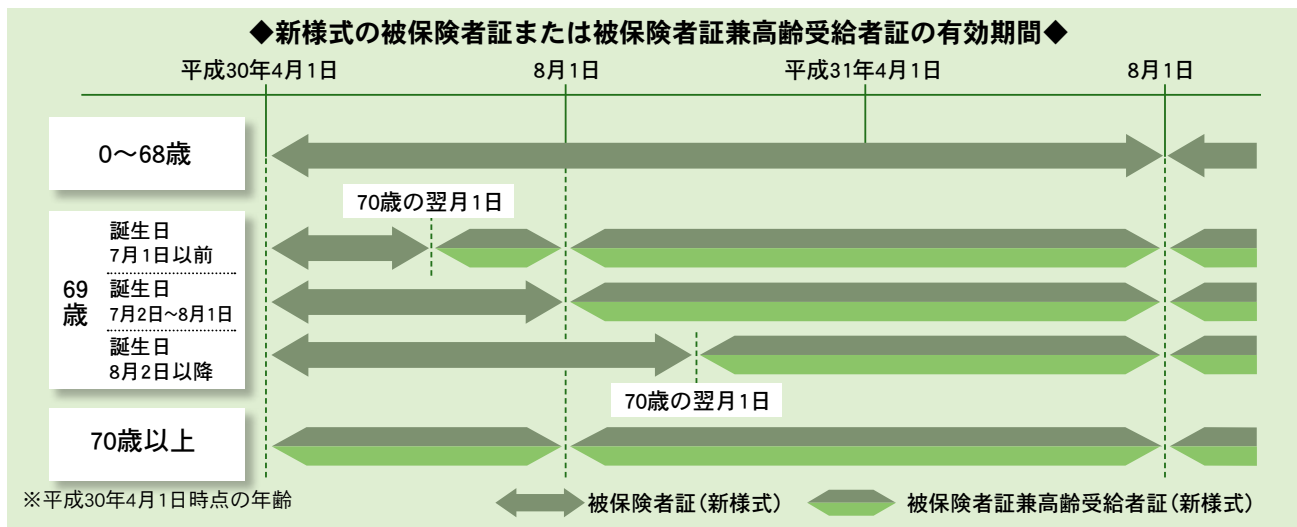 ◆新様式の被保険者証または被保険者証兼高齢受給者証の有効期間◆
平成30年4月1日 8月1日 平成31年4月1日 8月1日
0〜68歳
70歳の翌月1日
69歳
誕生日
7月1日以前
誕生日
7月2日~8月1日
誕生日
8月2日以降
70歳の翌月1日
70歳以上
※平成30年4月1日時点の年齢
被保険者証（新様式）
被保険者証兼高齢受給者証（新様式）